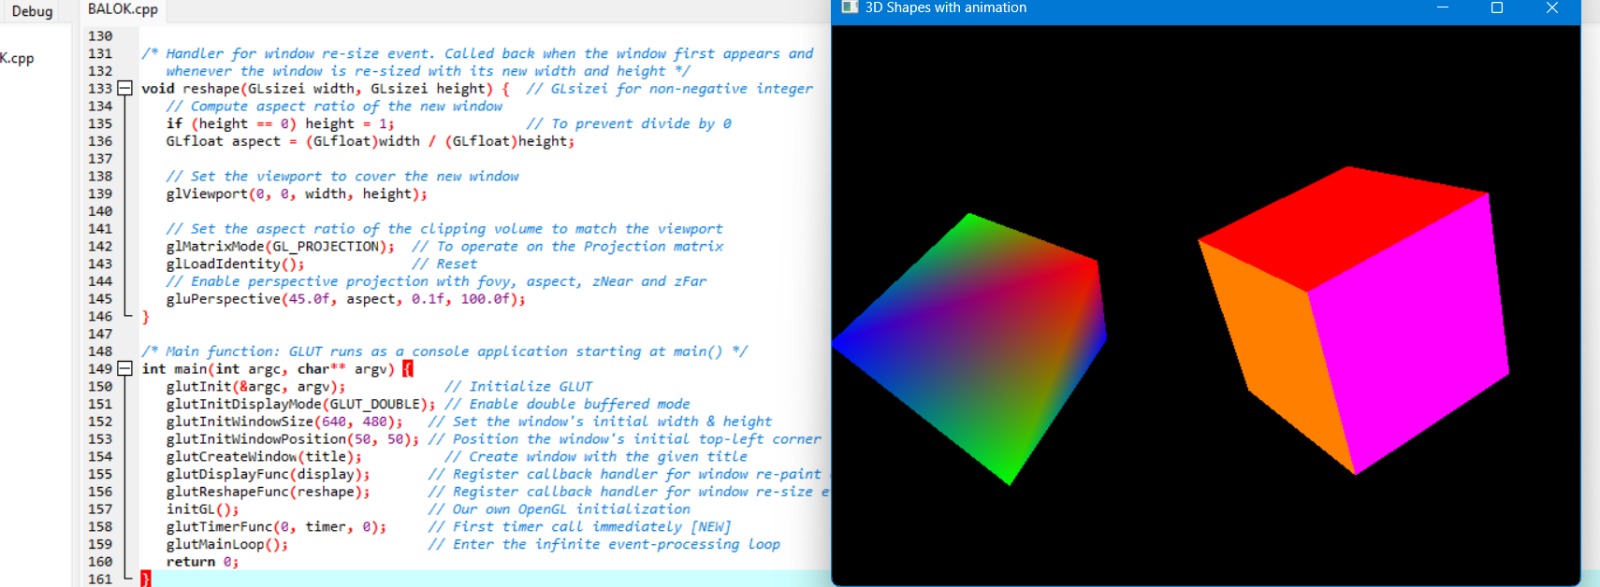 Debug
BALOK.cpp
K.cpp
130
131 /* Handler for window re-size event. Called back when the window first appears and
132 whenever the window is re-sized with its new width and height */
133 void reshape(GLsizei width, GLsizei height) { // GLsizei for non-negative integer
134 // Compute aspect ratio of the new window
135 if (height == 0) height = 1; // To prevent divide by 0
136 GLfloat aspect = (GLfloat)width / (GLfloat)height;
137
138 // Set the viewport to cover the new window
139 glViewport(0, 0, width, height);
140
141 // Set the aspect ratio of the clipping volume to match the viewport
142 glMatrixMode(GL_PROJECTION); // To operate on the Projection matrix
143 glLoadIdentity(); // Reset
144 // Enable perspective projection with fovy, aspect, zNear and zFar
145 gluPerspective(45.0f, aspect, 0.1f, 100.0f);
146 }
147
148 /* Main function: GLUT runs as a console application starting at main() */
149 int main(int argc, char** argv) {
150 glutInit(&argc, argv); // Initialize GLUT
151 glutInitDisplayMode(GLUT_DOUBLE); // Enable double buffered mode
152 glutInitWindowSize(640, 480); // Set the window's initial width & height
153 glutInitWindowPosition(50, 50); // Position the window's initial top-left corner
154 glutCreateWindow(title); // Create window with the given title
155 glutDisplayFunc(display); // Register callback handler for window re-paint
156 glutReshapeFunc(reshape); // Register callback handler for window re-size e
157 initGL(); // Our own OpenGL initialization
158 glutTimerFunc(0, timer, 0); // First timer call immediately [NEW]
159 glutMainLoop(); // Enter the infinite event-processing loop
160 return 0;
161 }
3D Shapes with animation